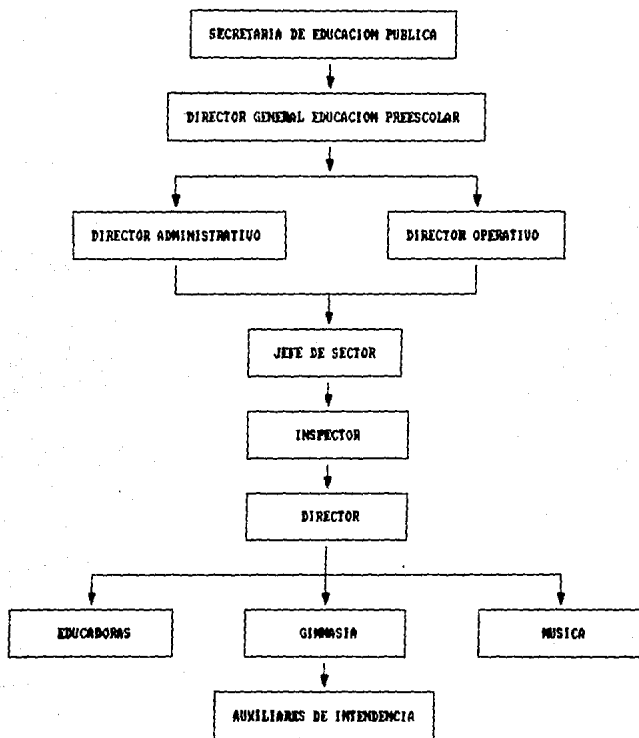 SECRETARIA DE EDUCACION PUBLICA
DIRECTOR GENERAL EDUCACION PREESCOLAR
DIRECTOR ADMINISTRATIVO
DIRECTOR OPERATIVO
JEFE DE SECTOR
INSPECTOR
DIRECTOR
EDUCADORAS
GIMNASIA
MUSICA
AUXILIARES DE INTENDENCIA